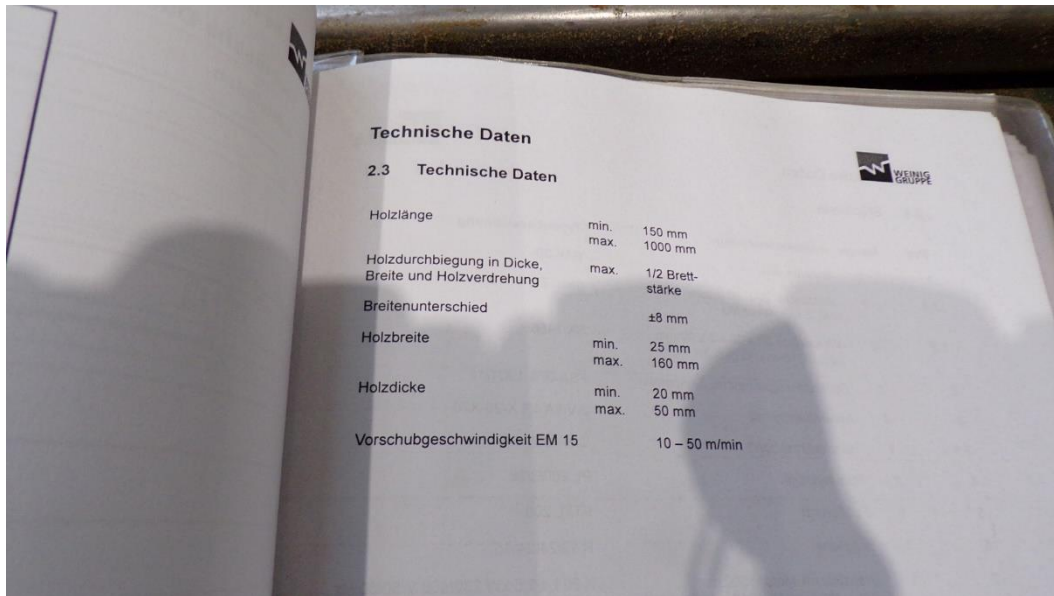 Technische Daten
2.3 Technische Daten
WEINIG
GRUPPE
Holzlänge min. 150 mm
max. 1000 mm
Holzdurchbiegung in Dicke, max. 1/2 Brett-
Breite und Holzverdrehung stärke
Breitenunterschied ±8 mm
Holzbreite min. 25 mm
max. 160 mm
Holzdicke min. 20 mm
max. 50 mm
Vorschubgeschwindigkeit EM 15 10 – 50 m/min